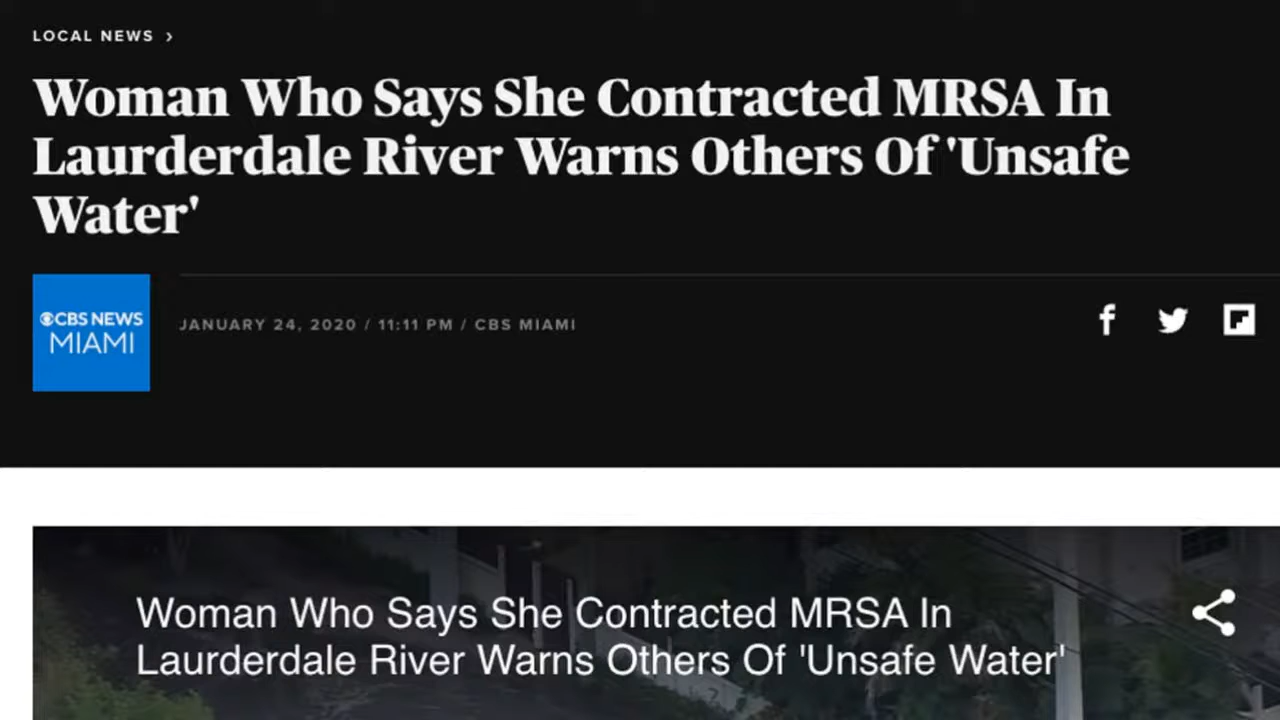 LOCAL NEWS >
Woman Who Says She Contracted MRSA In
Laurderdale River Warns Others Of 'Unsafe
Water'
CBS NEWS
MIAMI
JANUARY 24, 2020 / 11:11 PM / CBS MIAMI
Woman Who Says She Contracted MRSA In
Laurderdale River Warns Others Of 'Unsafe Water'